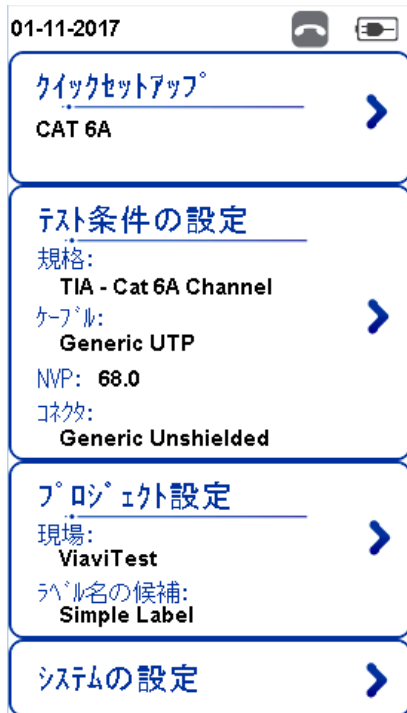 01-11-2017
クイックセットアップ
CAT 6A
テスト条件の設定
規格:
TIA - Cat 6A Channel
ケーブル:
Generic UTP
NVP: 68.0
コネクタ:
Generic Unshielded
プロジェクト設定
現場:
ViaviTest
ラベル名の候補:
Simple Label
システムの設定